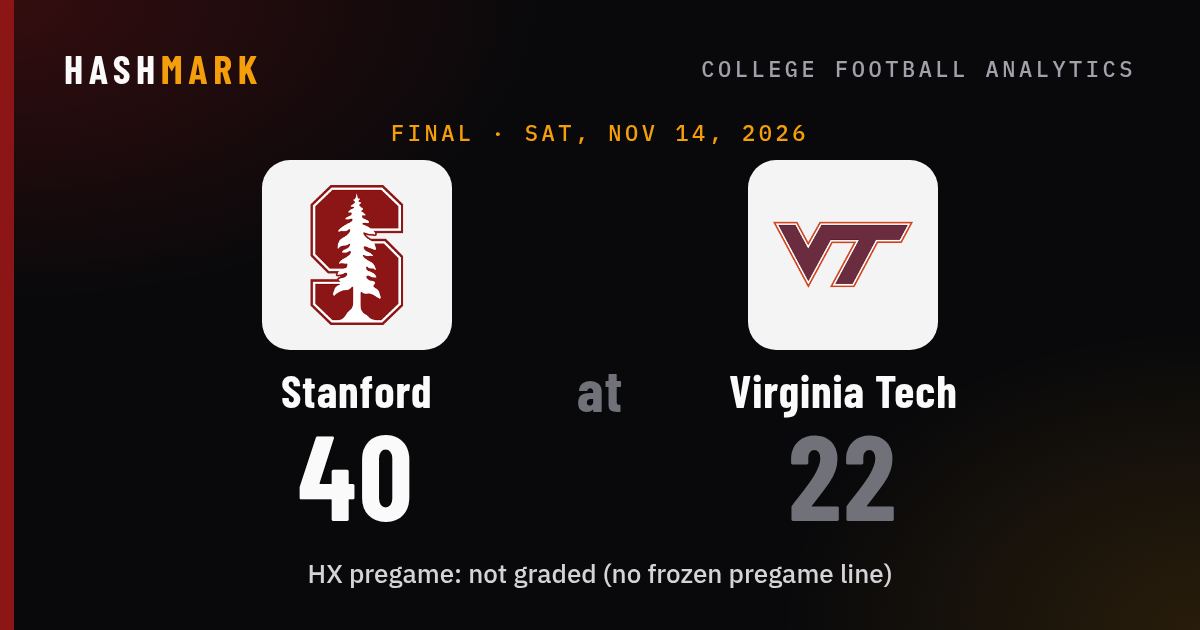 HASHMARK
COLLEGE FOOTBALL ANALYTICS
FINAL · SAT, NOV 14, 2026
S
VT
Stanford
at
Virginia Tech
40
22
HX pregame: not graded (no frozen pregame line)